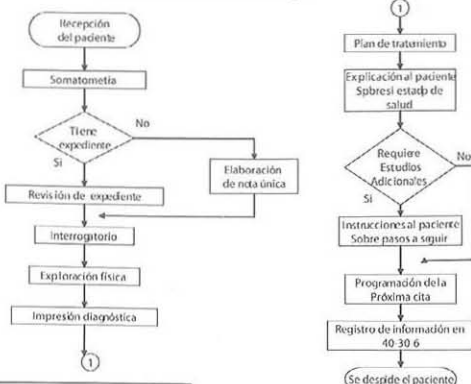 Recepción
del paciente
Somatometía
Tiene
expediente
No
Si
Elaboración
de nota única
Revisión de expediente
Interrogatorio
Exploración física
Impresión diagnóstica
1
1
Plan de tratamiento
Explicación al paciente
Spbresi estado de
salud
Requiere
Estudios
Adicionales
No
Si
Instrucciones al paciente
Sobre pasos a seguir
Programación de la
Próxima cita
Registro de información en
40-30 6
Se despide el paciente